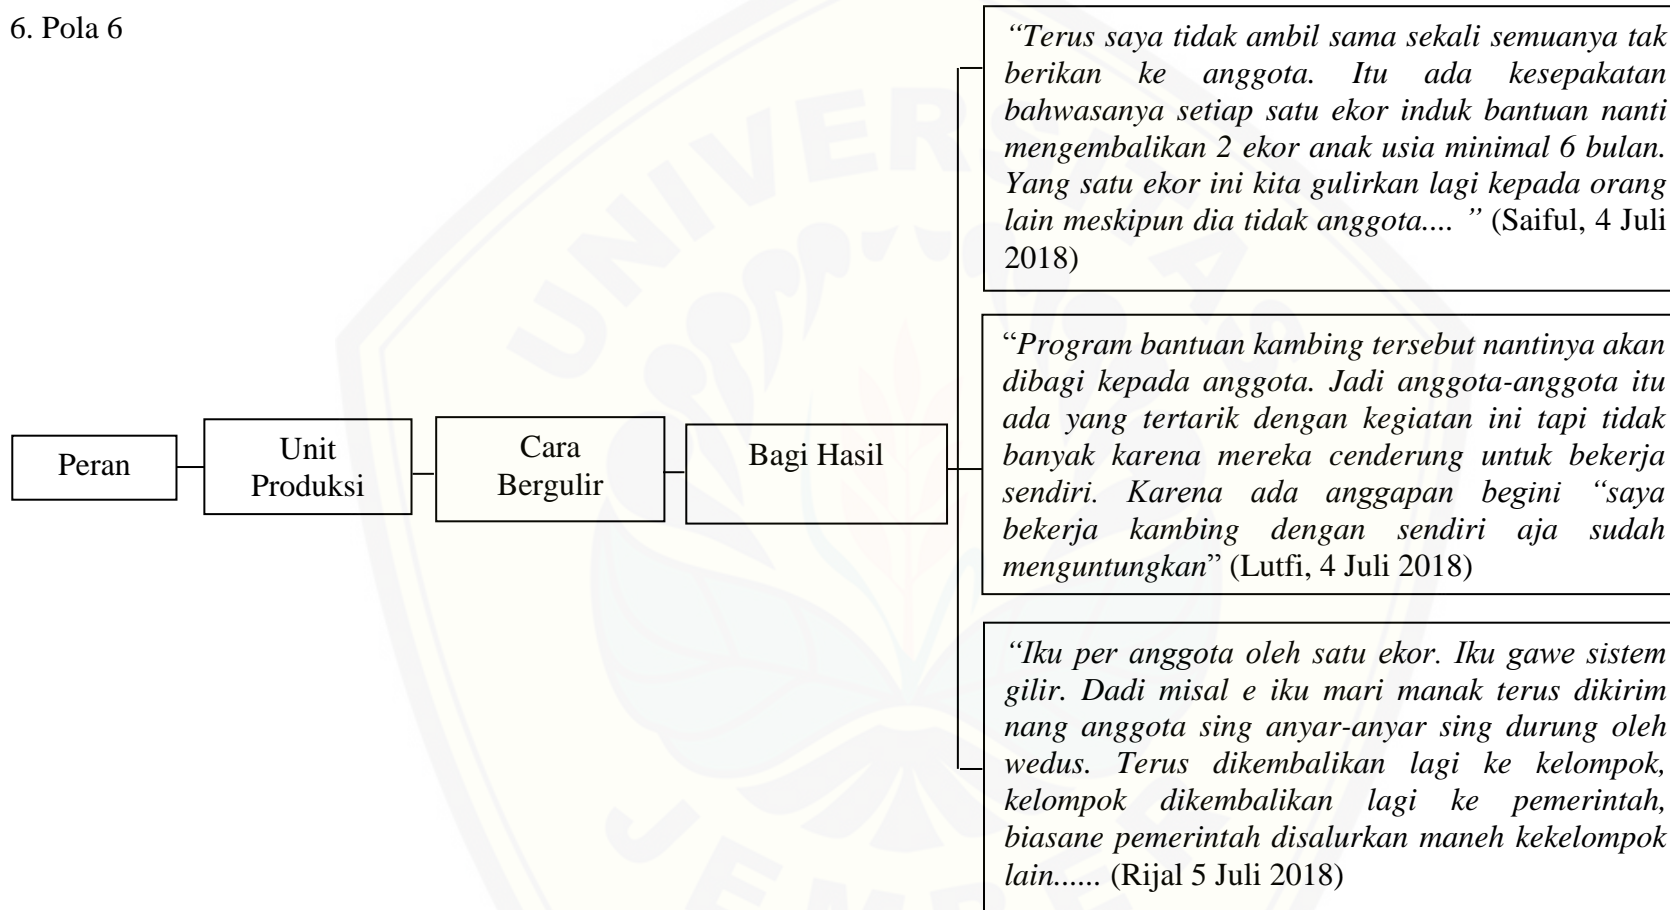 6. Pola 6
Peran
Unit
Produksi
Cara
Bergulir
Bagi Hasil
“Terus saya tidak ambil sama sekali semuanya tak
berikan ke anggota. Itu ada kesepakatan
bahwasanya setiap satu ekor induk bantuan nanti
mengembalikan 2 ekor anak usia minimal 6 bulan.
Yang satu ekor ini kita gulirkan lagi kepada orang
lain meskipun dia tidak anggota.... ” (Saiful, 4 Juli
2018)
“Program bantuan kambing tersebut nantinya akan
dibagi kepada anggota. Jadi anggota-anggota itu
ada yang tertarik dengan kegiatan ini tapi tidak
banyak karena mereka cenderung untuk bekerja
sendiri. Karena ada anggapan begini “saya
bekerja kambing dengan sendiri aja sudah
menguntungkan” (Lutfi, 4 Juli 2018)
“Iku per anggota oleh satu ekor. Iku gawe sistem
gilir. Dadi misal e iku mari manak terus dikirim
nang anggota sing anyar-anyar sing durung oleh
wedus. Terus dikembalikan lagi ke kelompok,
kelompok dikembalikan lagi ke pemerintah,
biasane pemerintah disalurkan maneh kekelompok
lain...... (Rijal 5 Juli 2018)
UNIVERSITAS
JEMBER